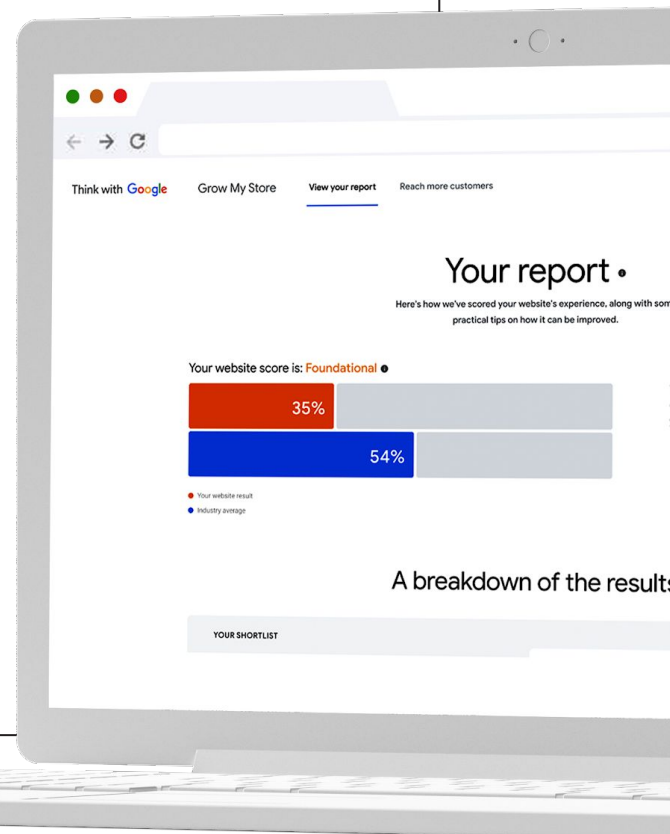 Think with Google
Grow My Store
View your report
Reach more customers
Your report
Here's how we've scored your website's experience, along with som
practical tips on how it can be improved.
Your website score is: Foundational
35%
54%
Your website result
Industry average
A breakdown of the results
YOUR SHORTLIST